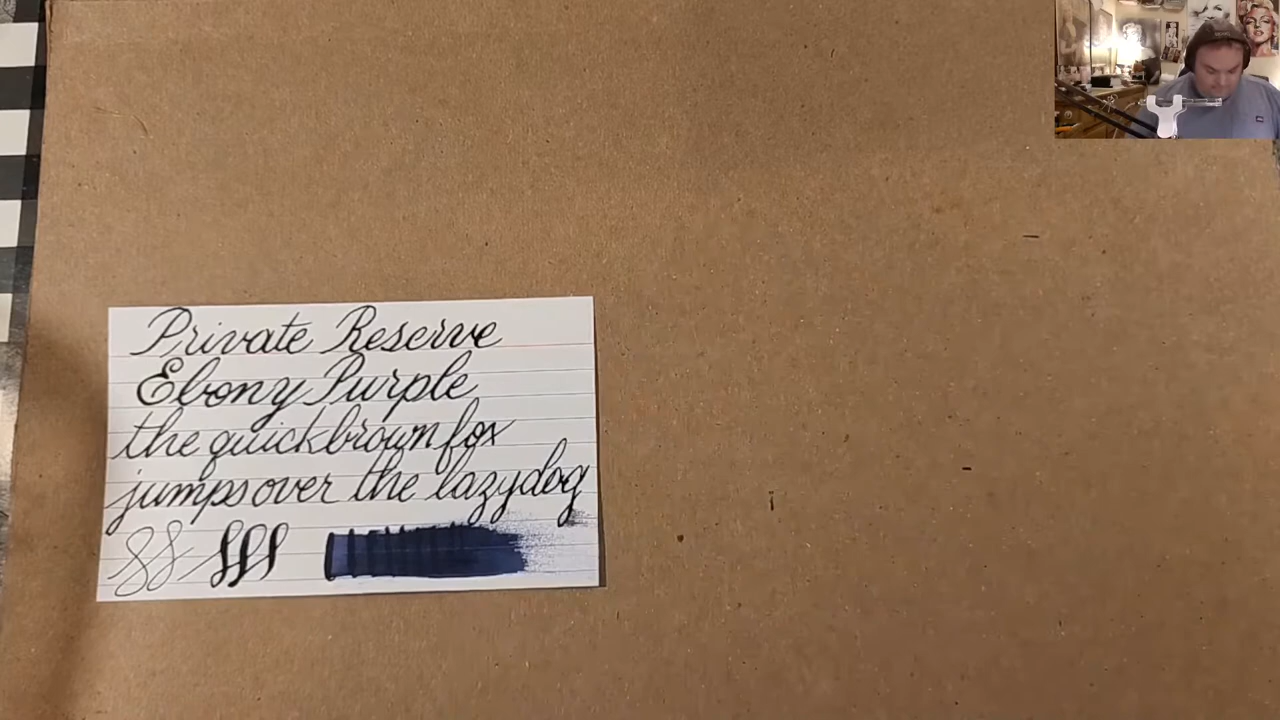 Private Reserve
Ebony Purple
the quick brown fox
jumps over the lazy dog